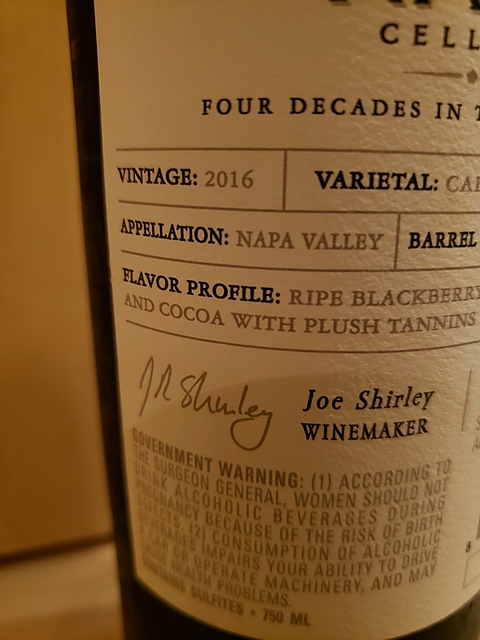 CELL
FOUR DECADES IN T
VINTAGE: 2016 VARIETAL: CA
APPELLATION: NAPA VALLEY BARREL
FLAVOR PROFILE: RIPE BLACKBERRY
AND COCOA WITH PLUSH TANNINS
JR Shirley
Joe Shirley
WINEMAKER
GOVERNMENT WARNING: (1) ACCORDING TO
THE SURGEON GENERAL, WOMEN SHOULD NOT
DRINK ALCOHOLIC BEVERAGES DURING
PREGNANCY BECAUSE OF THE RISK OF BIRTH
DEFECTS. (2) CONSUMPTION OF ALCOHOLIC
BEVERAGES IMPAIRS YOUR ABILITY TO DRIVE
A CAR OR OPERATE MACHINERY, AND MAY
CAUSE HEALTH PROBLEMS.
CONTAINS SULFITES • 750 ML